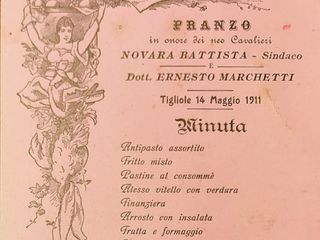 PRANZO
in onore dei neo Cavalieri
NOVARA BATTISTA - Sindaco
E
Dott. ERNESTO MARCHETTI
Tigliole 14 Maggio 1911
Minuta
Antipasto assortito
Fritto misto
Pastine al consommè
Alesso vitello con verdura
Finanziera
Arrosto con insalata
Frutta e formaggio